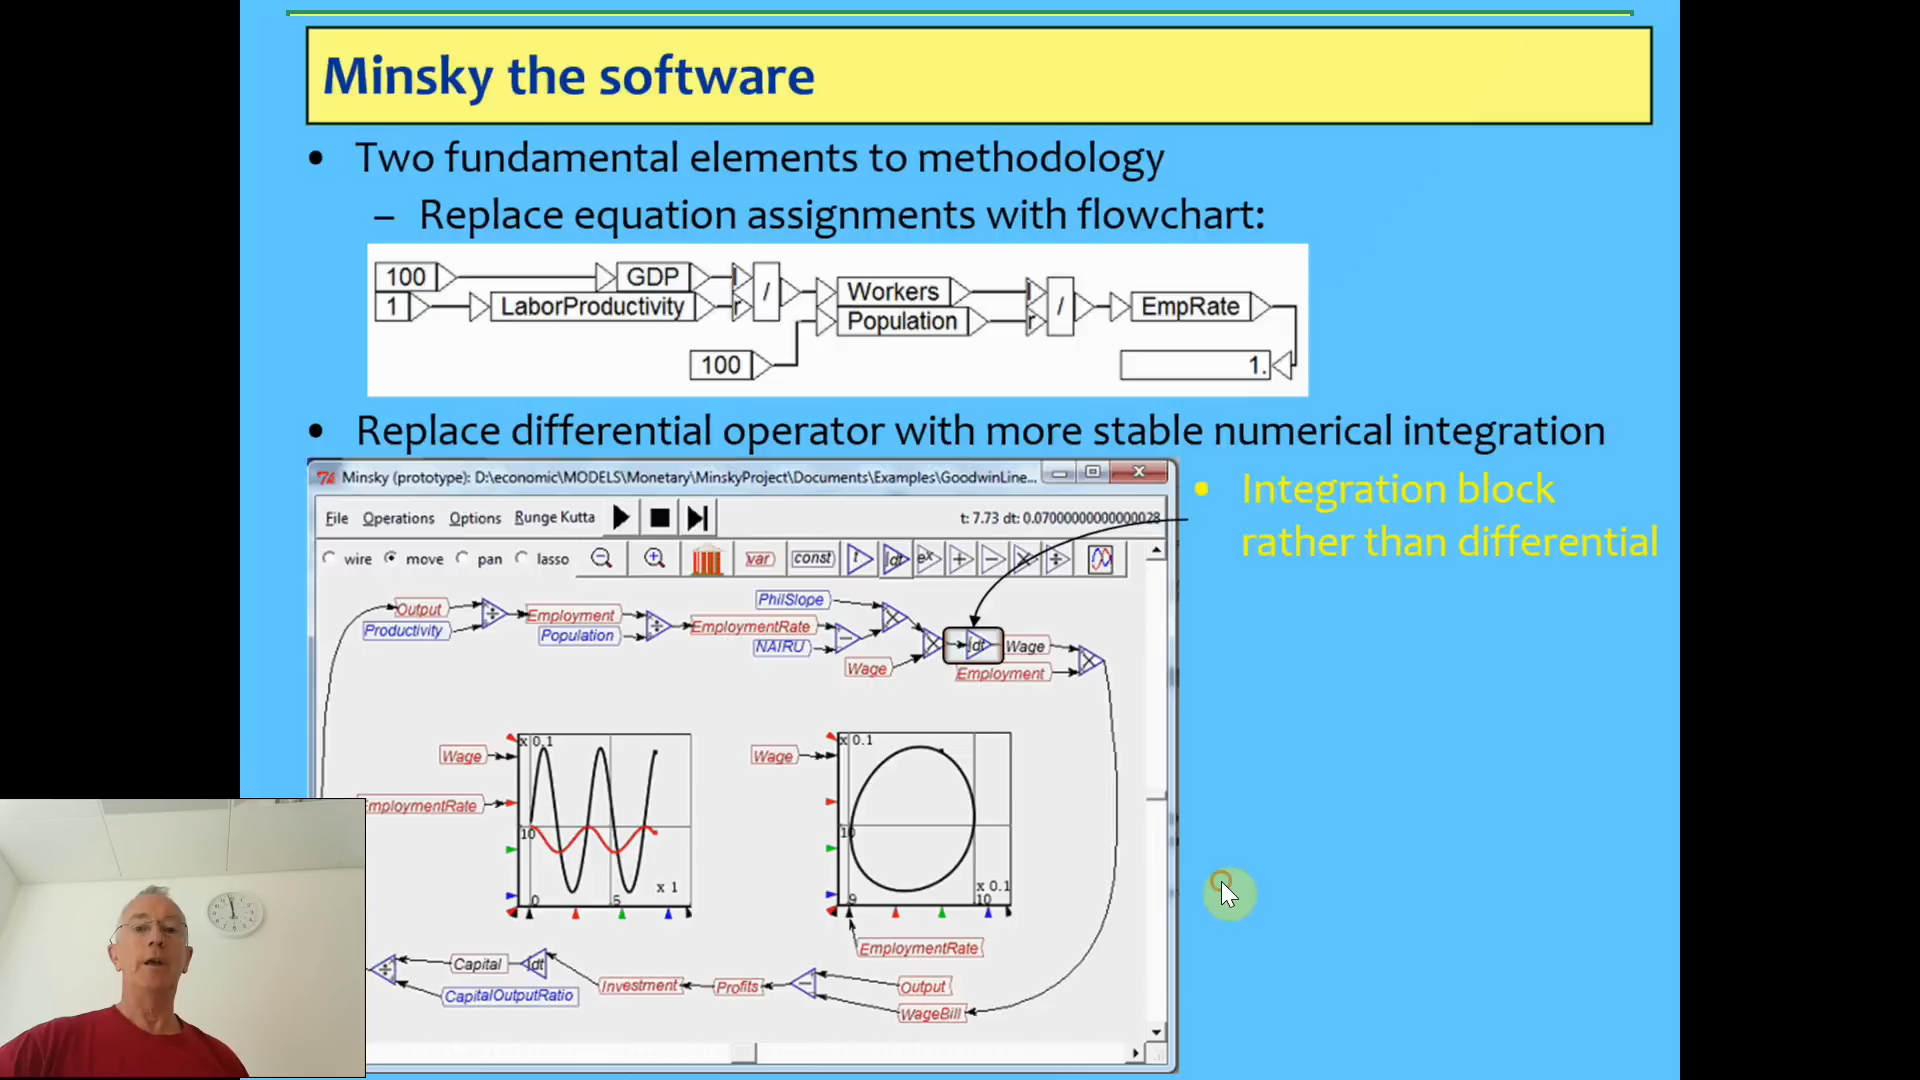 Minsky the software
• Two fundamental elements to methodology
– Replace equation assignments with flowchart:
100 GDP l / Workers l / EmpRate
1 LaborProductivity r Population r
100 1.
• Replace differential operator with more stable numerical integration
Minsky (prototype): D:\economic\MODELS\Monetary\MinskyProject\Documents\Examples\GoodwinLine...
• Integration block
rather than differential
File Operations Options Runge Kutta t: 7.73 dt: 0.07000000000000028
wire move pan lasso var const t ∫dt eˣ + − × ÷
PhilSlope
Output ÷ Employment ÷ EmploymentRate − × × ∫dt Wage ×
Productivity Population NAIRU
Wage Employment
Wage x 0.1 Wage x 0.1
EmploymentRate
10 10
x 1 x 0.1
0 5 9 10
EmploymentRate
÷ Capital ∫dt Investment Profits − Output
CapitalOutputRatio
WageBill